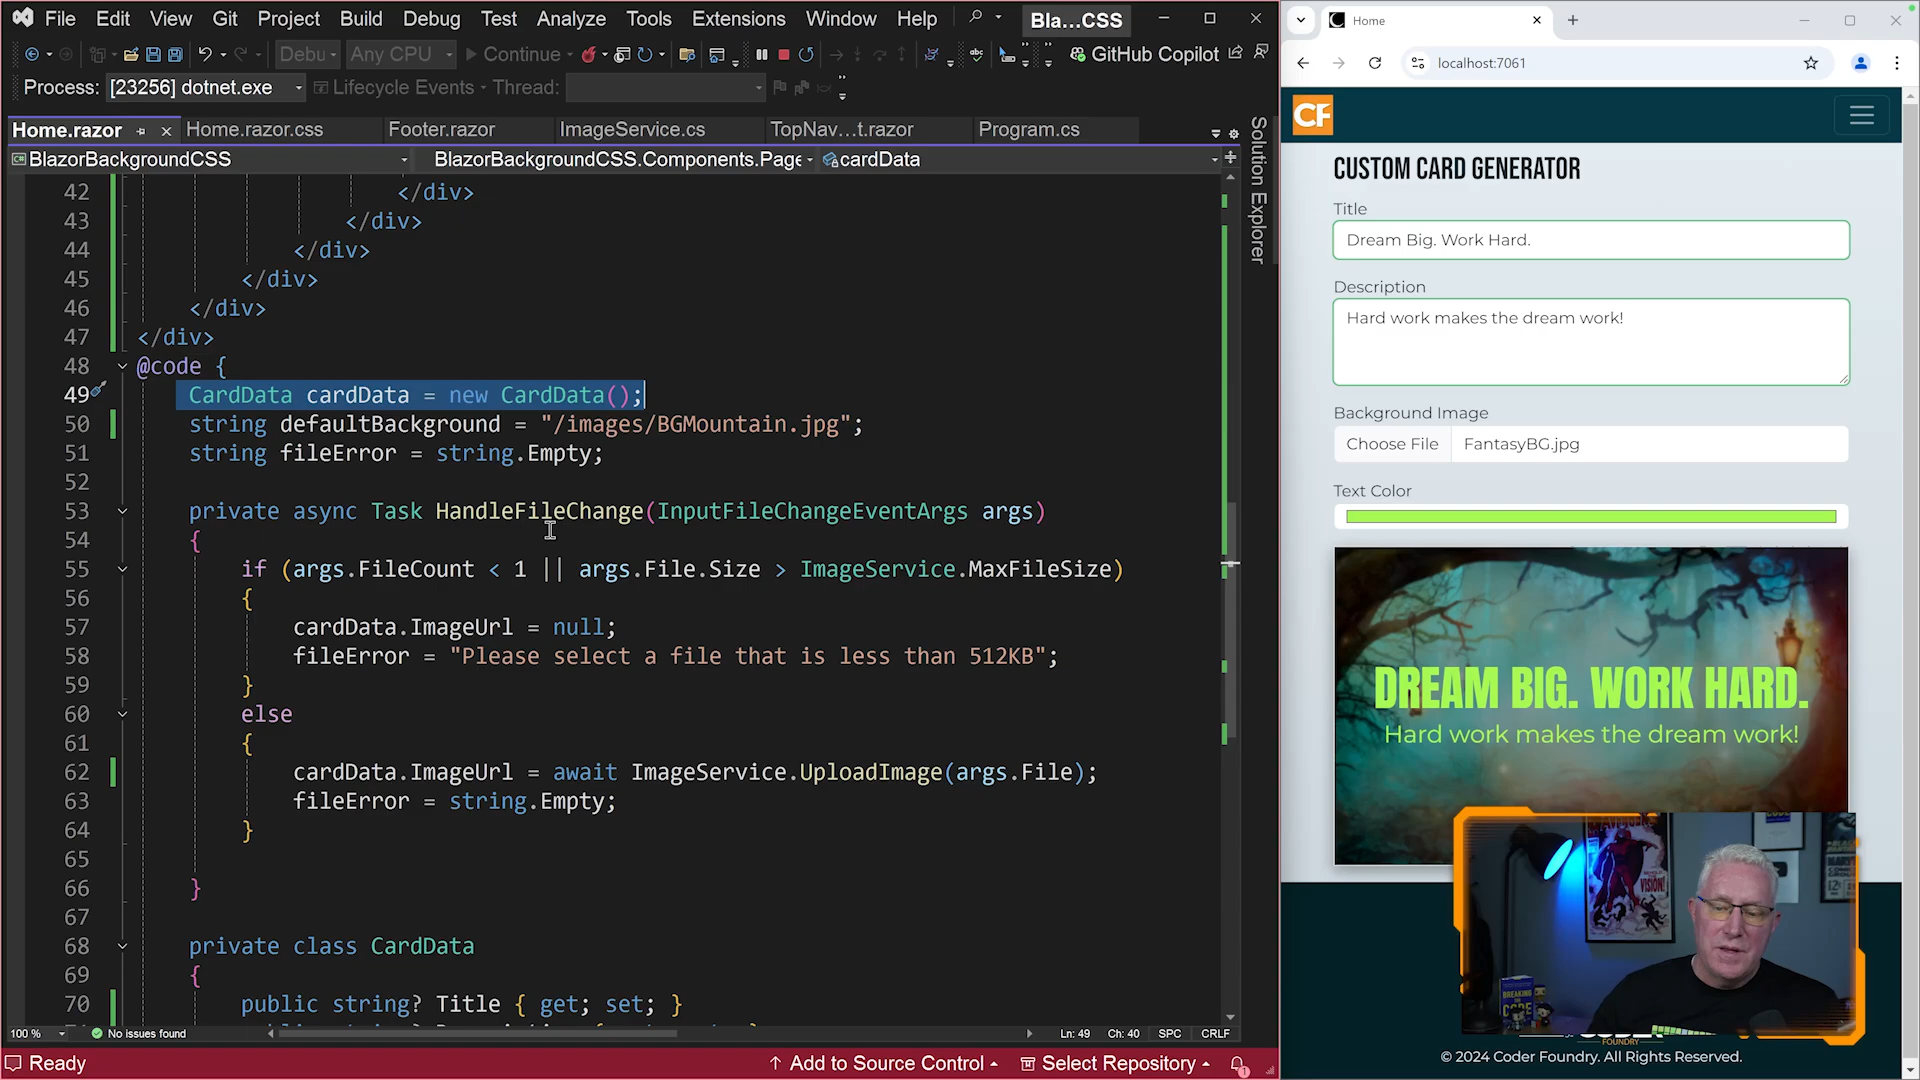 File Edit View Git Project Build Debug Test Analyze Tools Extensions Window Help Bla...CSS
Debu Any CPU Continue GitHub Copilot
Process: [23256] dotnet.exe Lifecycle Events Thread:
Home.razor Home.razor.css Footer.razor ImageService.cs TopNav...t.razor Program.cs
BlazorBackgroundCSS BlazorBackgroundCSS.Components.Page cardData
Solution Explorer
42 </div>
43 </div>
44 </div>
45 </div>
46 </div>
47 </div>
48 @code {
49 CardData cardData = new CardData();
50 string defaultBackground = "/images/BGMountain.jpg";
51 string fileError = string.Empty;
52
53 private async Task HandleFileChange(InputFileChangeEventArgs args)
54 {
55 if (args.FileCount < 1 || args.File.Size > ImageService.MaxFileSize)
56 {
57 cardData.ImageUrl = null;
58 fileError = "Please select a file that is less than 512KB";
59 }
60 else
61 {
62 cardData.ImageUrl = await ImageService.UploadImage(args.File);
63 fileError = string.Empty;
64 }
65
66 }
67
68 private class CardData
69 {
70 public string? Title { get; set; }
100 % No issues found Ln: 49 Ch: 40 SPC CRLF
Ready Add to Source Control Select Repository 1
Home
localhost:7061
CF
CUSTOM CARD GENERATOR
Title
Dream Big. Work Hard.
Description
Hard work makes the dream work!
Background Image
Choose File FantasyBG.jpg
Text Color
DREAM BIG. WORK HARD.
Hard work makes the dream work!
VISION!
BREAKING
CODE
FOUNDRY
© 2024 Coder Foundry. All Rights Reserved.